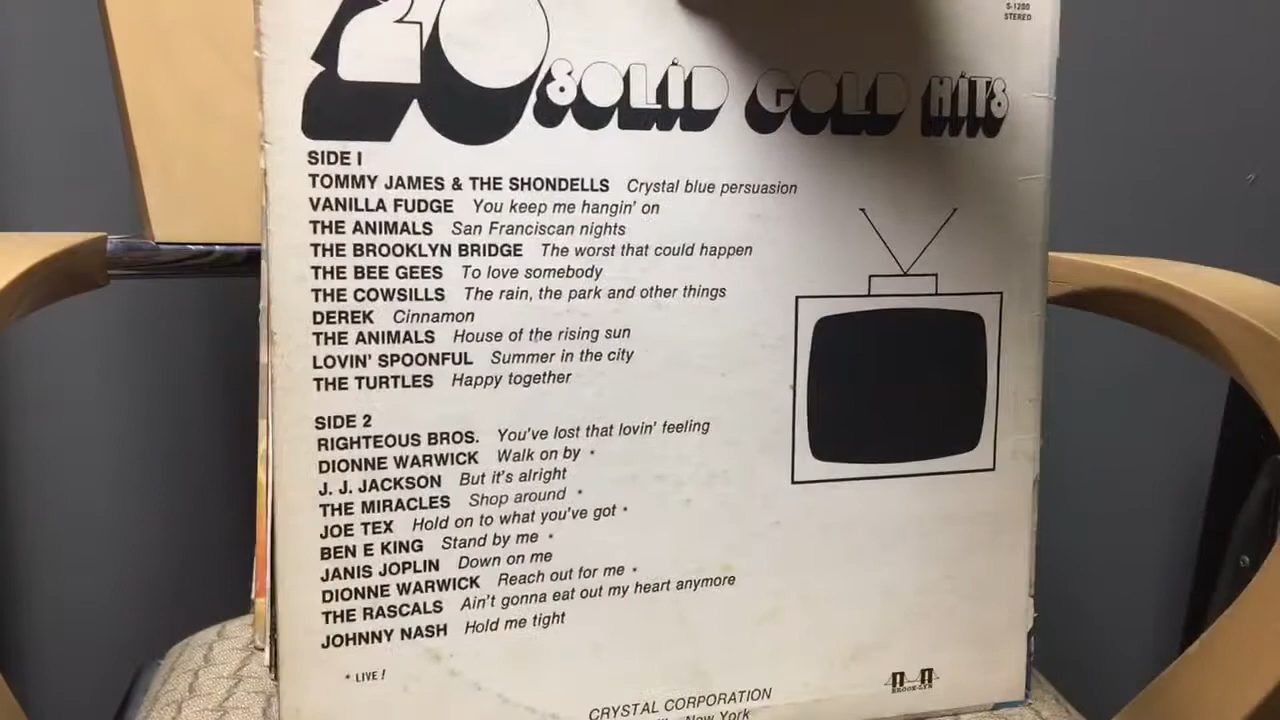 S-1200
STEREO
20 SOLID GOLD HITS
SIDE I
TOMMY JAMES & THE SHONDELLS Crystal blue persuasion
VANILLA FUDGE You keep me hangin' on
THE ANIMALS San Franciscan nights
THE BROOKLYN BRIDGE The worst that could happen
THE BEE GEES To love somebody
THE COWSILLS The rain, the park and other things
DEREK Cinnamon
THE ANIMALS House of the rising sun
LOVIN' SPOONFUL Summer in the city
THE TURTLES Happy together
SIDE 2
RIGHTEOUS BROS. You've lost that lovin' feeling
DIONNE WARWICK Walk on by *
J. J. JACKSON But it's alright
THE MIRACLES Shop around *
JOE TEX Hold on to what you've got *
BEN E KING Stand by me *
JANIS JOPLIN Down on me
DIONNE WARWICK Reach out for me *
THE RASCALS Ain't gonna eat out my heart anymore
JOHNNY NASH Hold me tight
* LIVE!
BROOK-LYN
CRYSTAL CORPORATION
New York